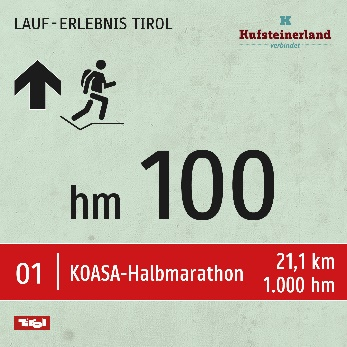 LAUF-ERLEBNIS TIROL
Kufsteinerland
verbindet
hm 100
01 KOASA-Halbmarathon
21,1 km
1.000 hm
Tirol